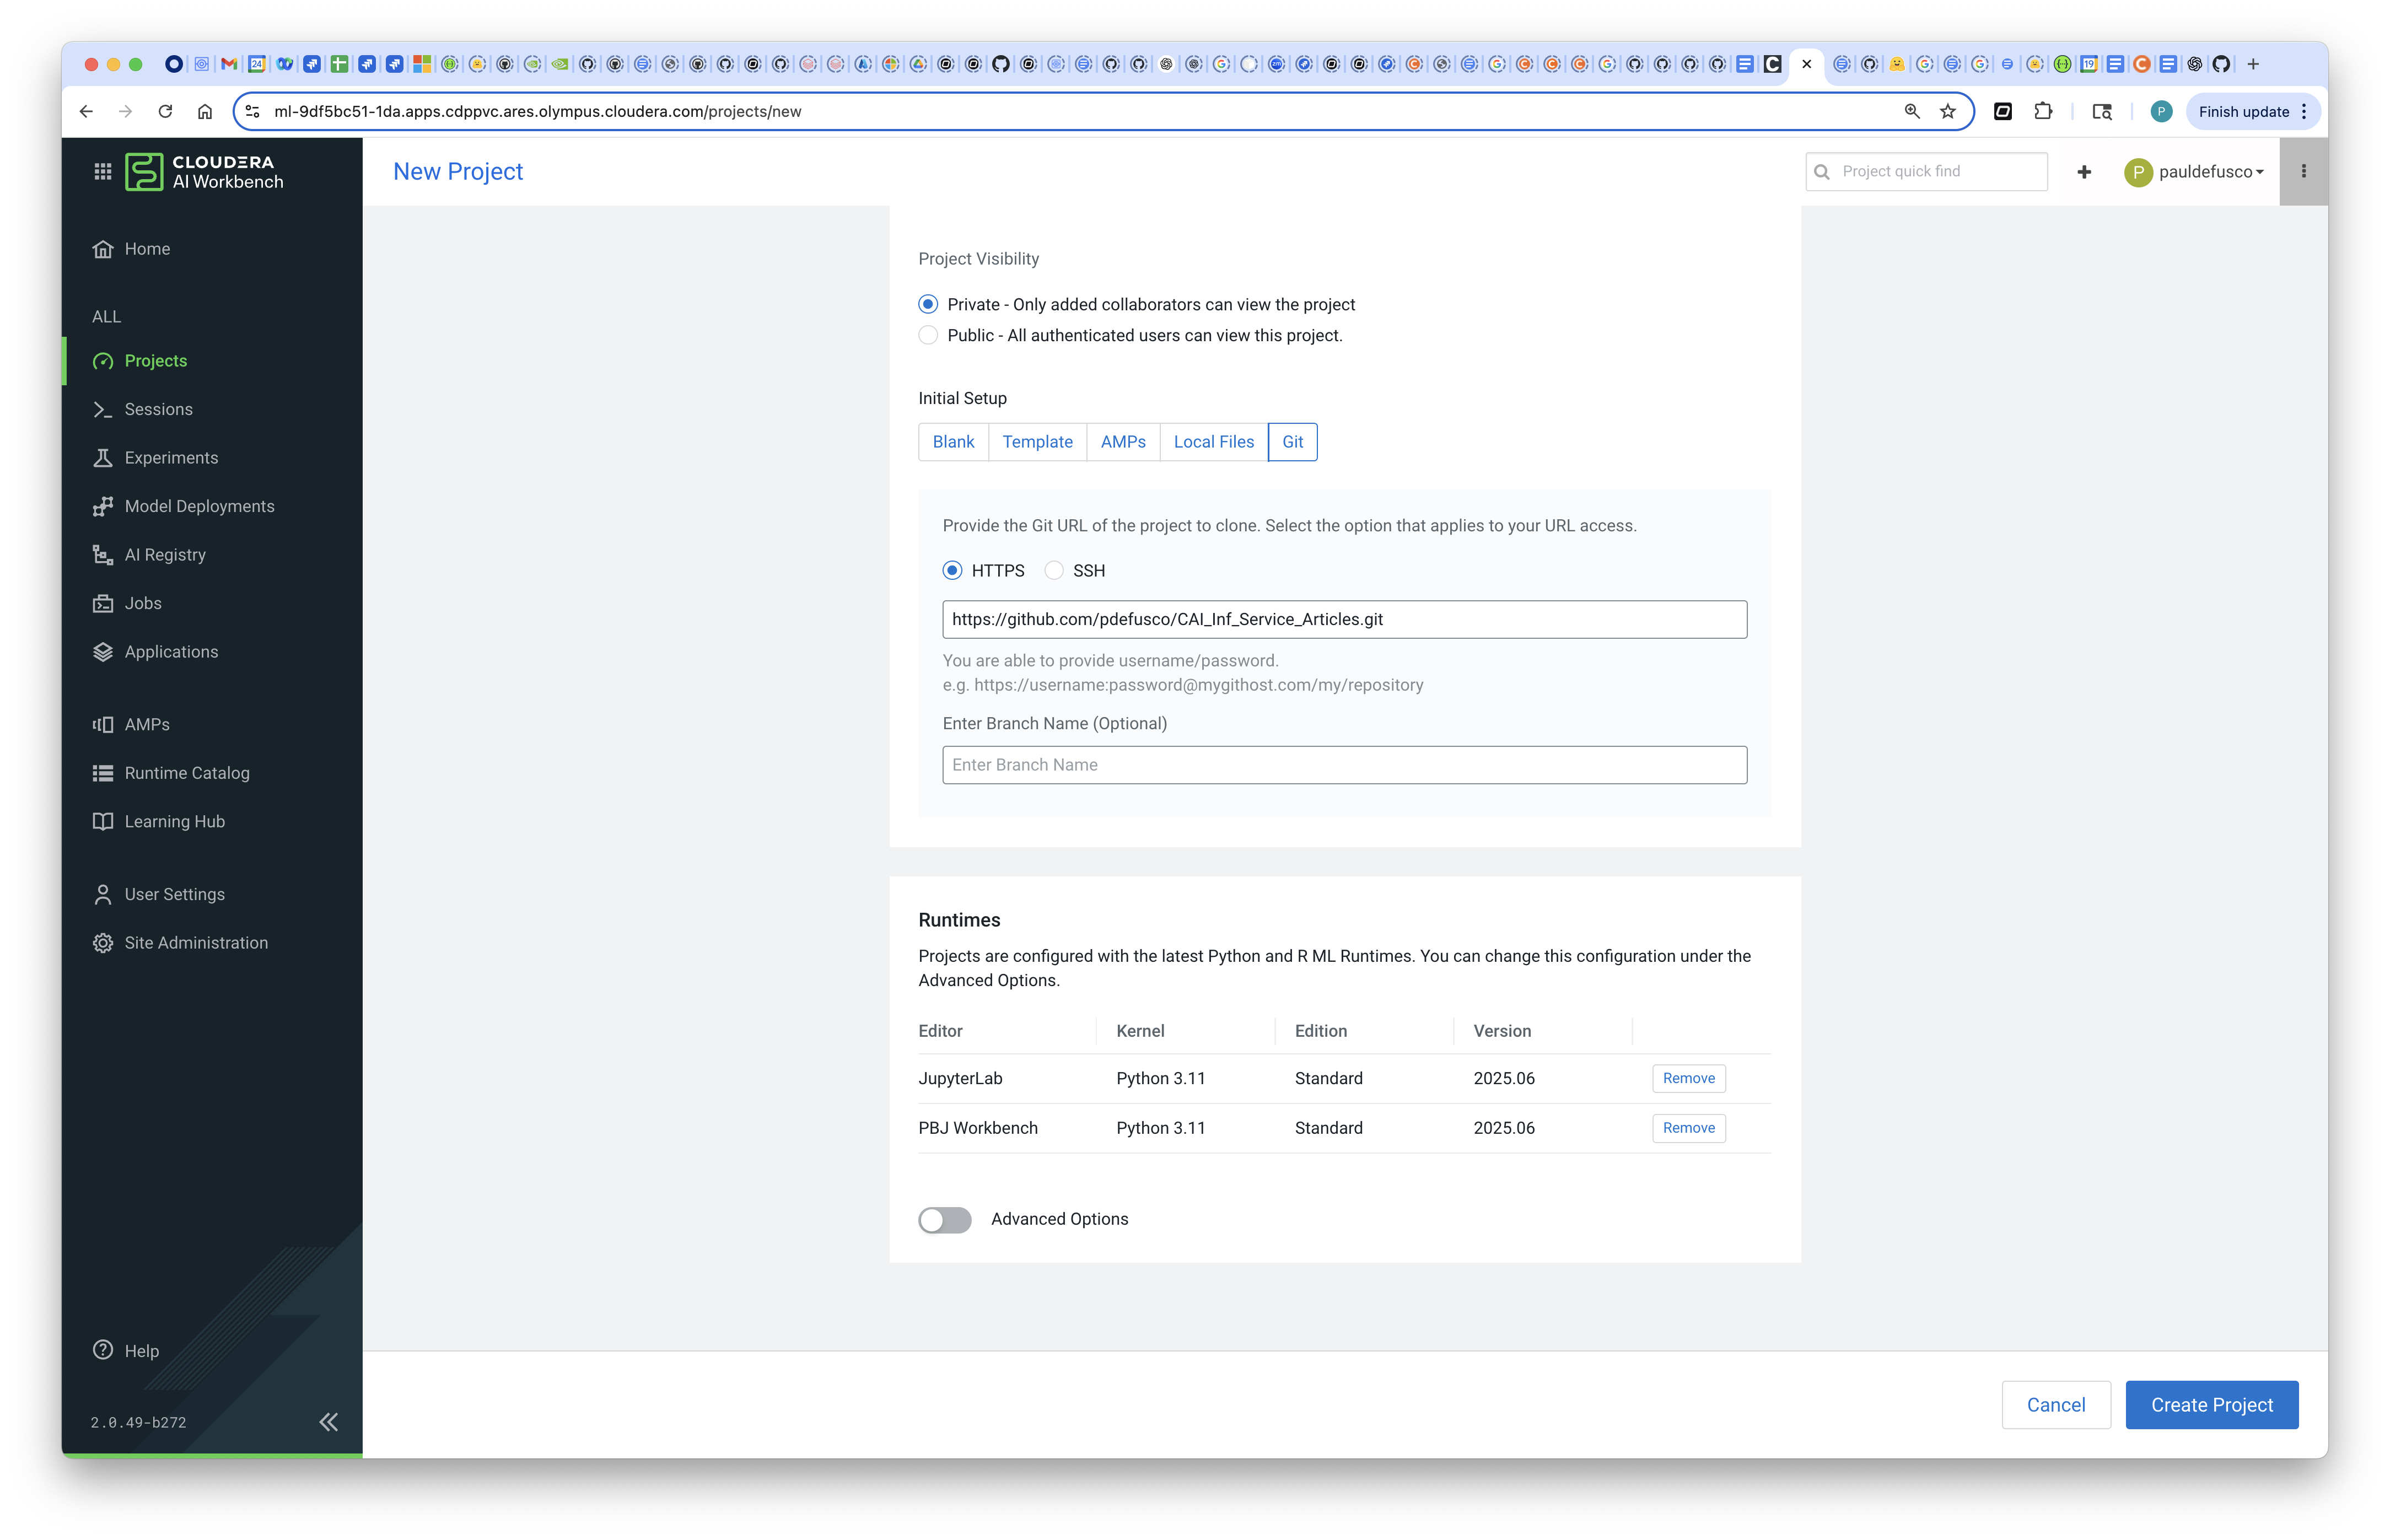 ml-9df5bc51-1da.apps.cdppvc.ares.olympus.cloudera.com/projects/new
Finish update
CLOUDERA
AI Workbench
New Project
Project quick find
P
pauldefusco
Home
ALL
Projects
Sessions
Experiments
Model Deployments
AI Registry
Jobs
Applications
AMPs
Runtime Catalog
Learning Hub
User Settings
Site Administration
Help
2.0.49-b272
Project Visibility
Private - Only added collaborators can view the project
Public - All authenticated users can view this project.
Initial Setup
Blank Template AMPs Local Files Git
Provide the Git URL of the project to clone. Select the option that applies to your URL access.
HTTPS SSH
https://github.com/pdefusco/CAI_Inf_Service_Articles.git
You are able to provide username/password.
e.g. https://username:password@mygithost.com/my/repository
Enter Branch Name (Optional)
Enter Branch Name
Runtimes
Projects are configured with the latest Python and R ML Runtimes. You can change this configuration under the
Advanced Options.
Editor Kernel Edition Version
JupyterLab Python 3.11 Standard 2025.06 Remove
PBJ Workbench Python 3.11 Standard 2025.06 Remove
Advanced Options
Cancel Create Project